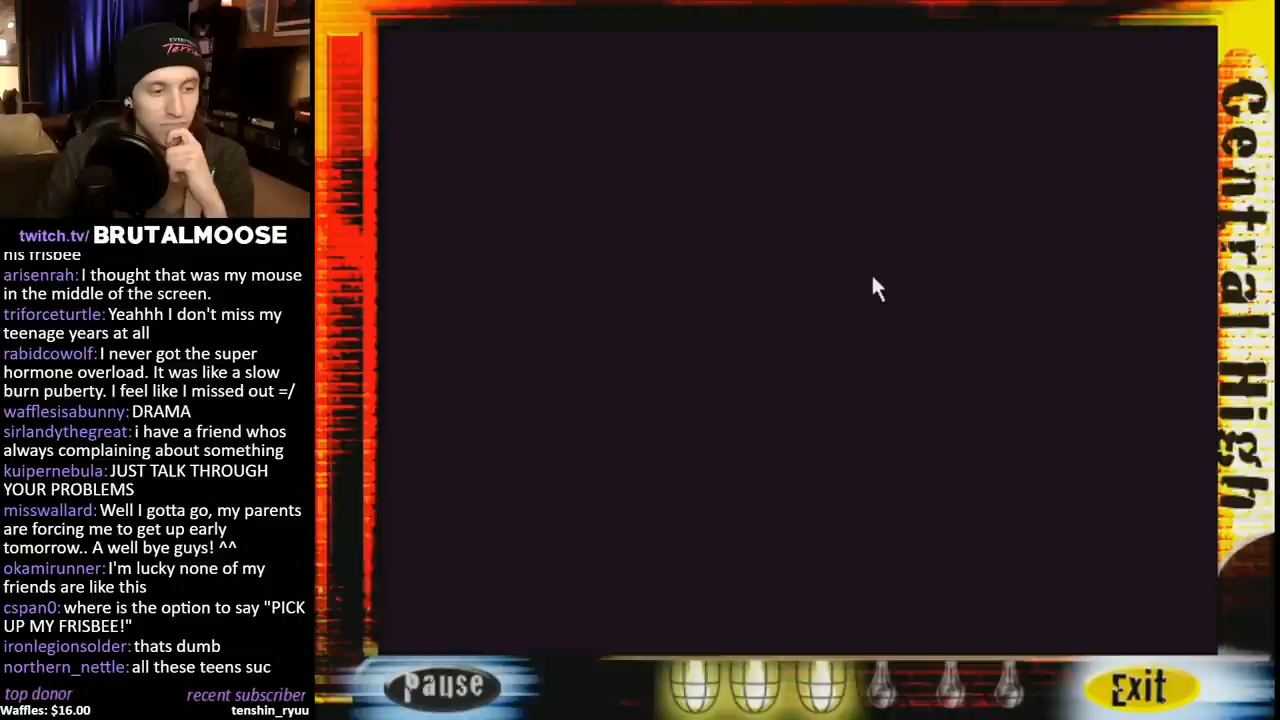 twitch.tv/ BRUTALMOOSE
his frisbee
arisenrah: I thought that was my mouse
in the middle of the screen.
triforceturtle: Yeahhh I don't miss my
teenage years at all
rabidcowolf: I never got the super
hormone overload. It was like a slow
burn puberty. I feel like I missed out =/
wafflesisabunny: DRAMA
sirlandythegreat: i have a friend whos
always complaining about something
kuipernebula: JUST TALK THROUGH
YOUR PROBLEMS
misswallard: Well I gotta go, my parents
are forcing me to get up early
tomorrow.. A well bye guys! ^^
okamirunner: I'm lucky none of my
friends are like this
cspan0: where is the option to say "PICK
UP MY FRISBEE!"
ironlegionsolder: thats dumb
northern_nettle: all these teens suc
top donor recent subscriber
Waffles: $16.00 tenshin_ryuu
Central High
Pause
Exit